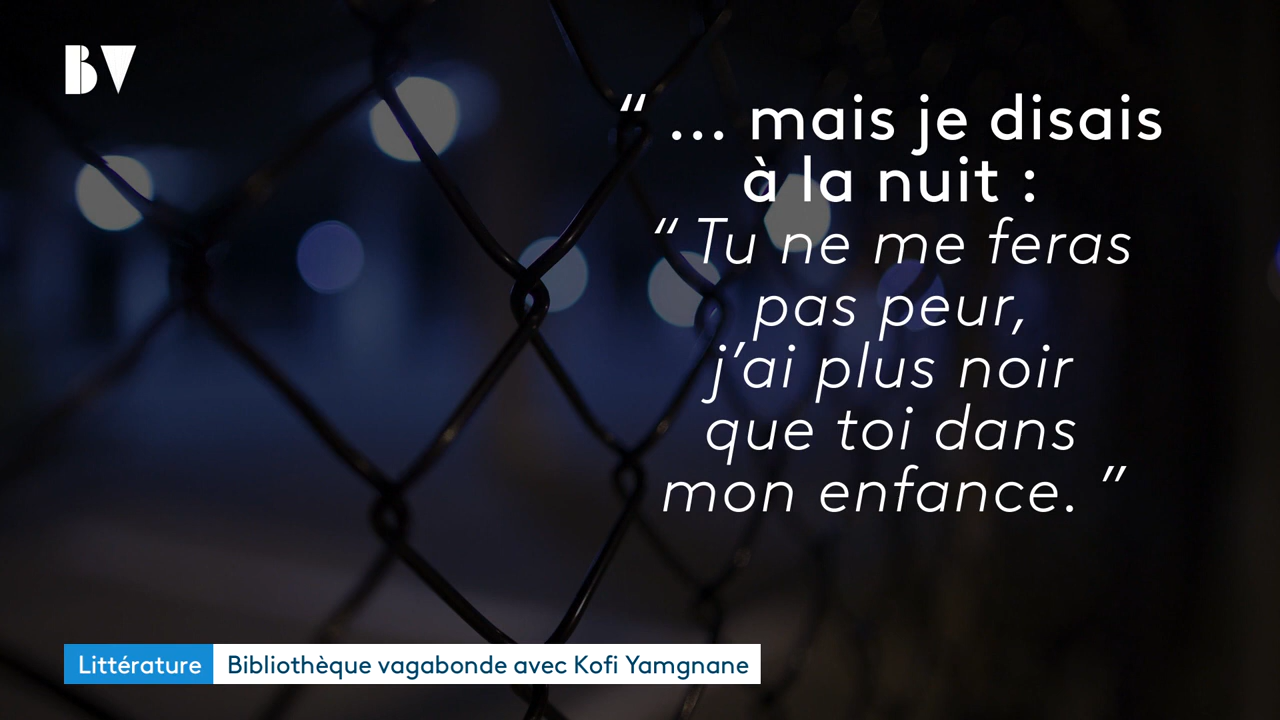 BV
“ ... mais je disais
à la nuit :
“ Tu ne me feras
pas peur,
j’ai plus noir
que toi dans
mon enfance. ”
Littérature Bibliothèque vagabonde avec Kofi Yamgnane